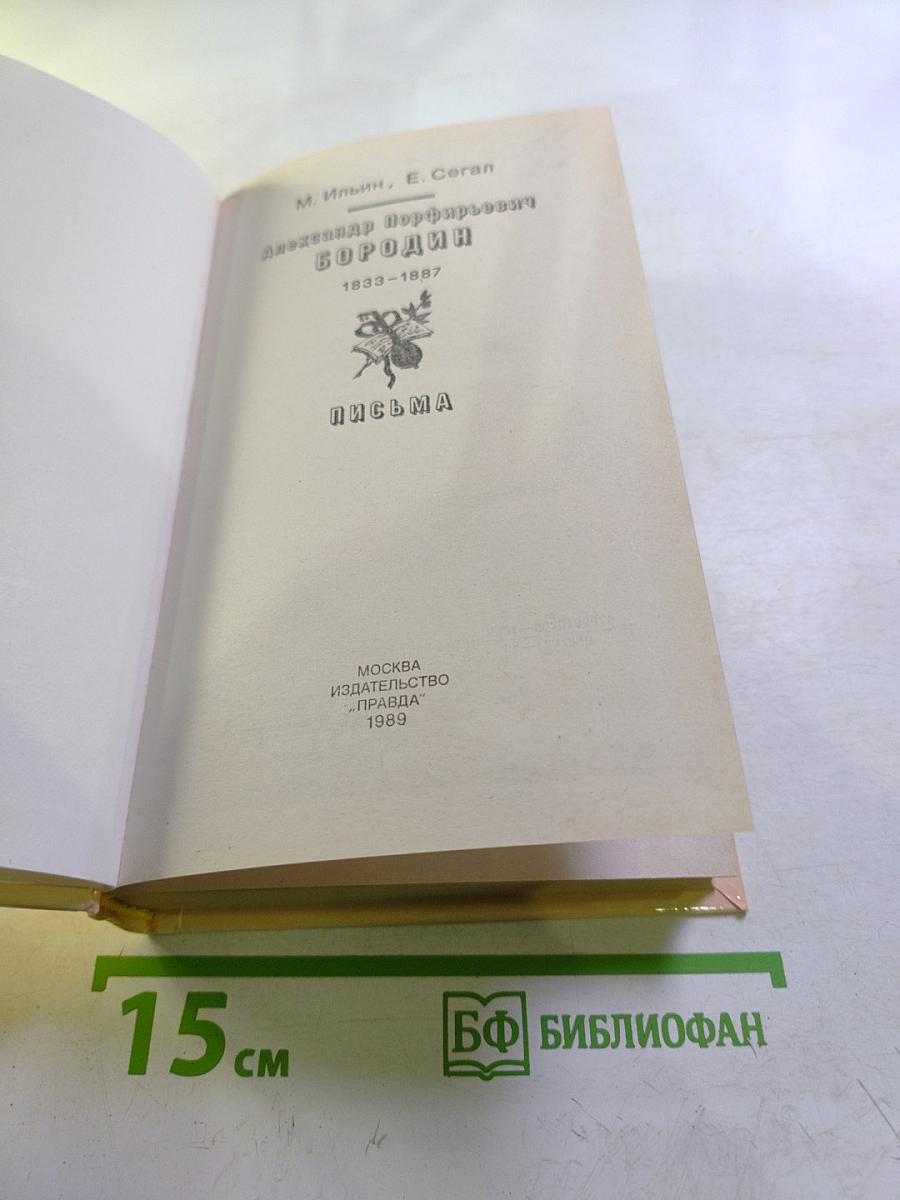 М. Ильин, Е. Сегал
Александр Порфирьевич
БОРОДИН
1833–1887
ПИСЬМА
МОСКВА
ИЗДАТЕЛЬСТВО
„ПРАВДА“
1989
15 см
БФ БИБЛИОФАН